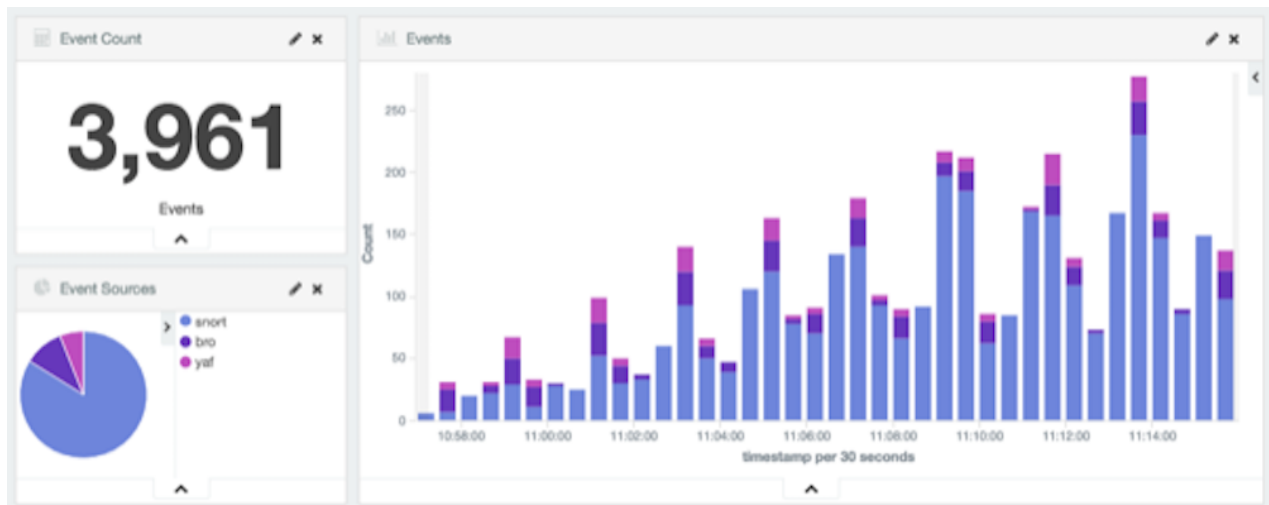 Event Count
3,961
Events
Event Sources
snort
bro
yaf
Events
Count
250
200
150
100
50
0
10:58:00 11:00:00 11:02:00 11:04:00 11:06:00 11:08:00 11:10:00 11:12:00 11:14:00
timestamp per 30 seconds